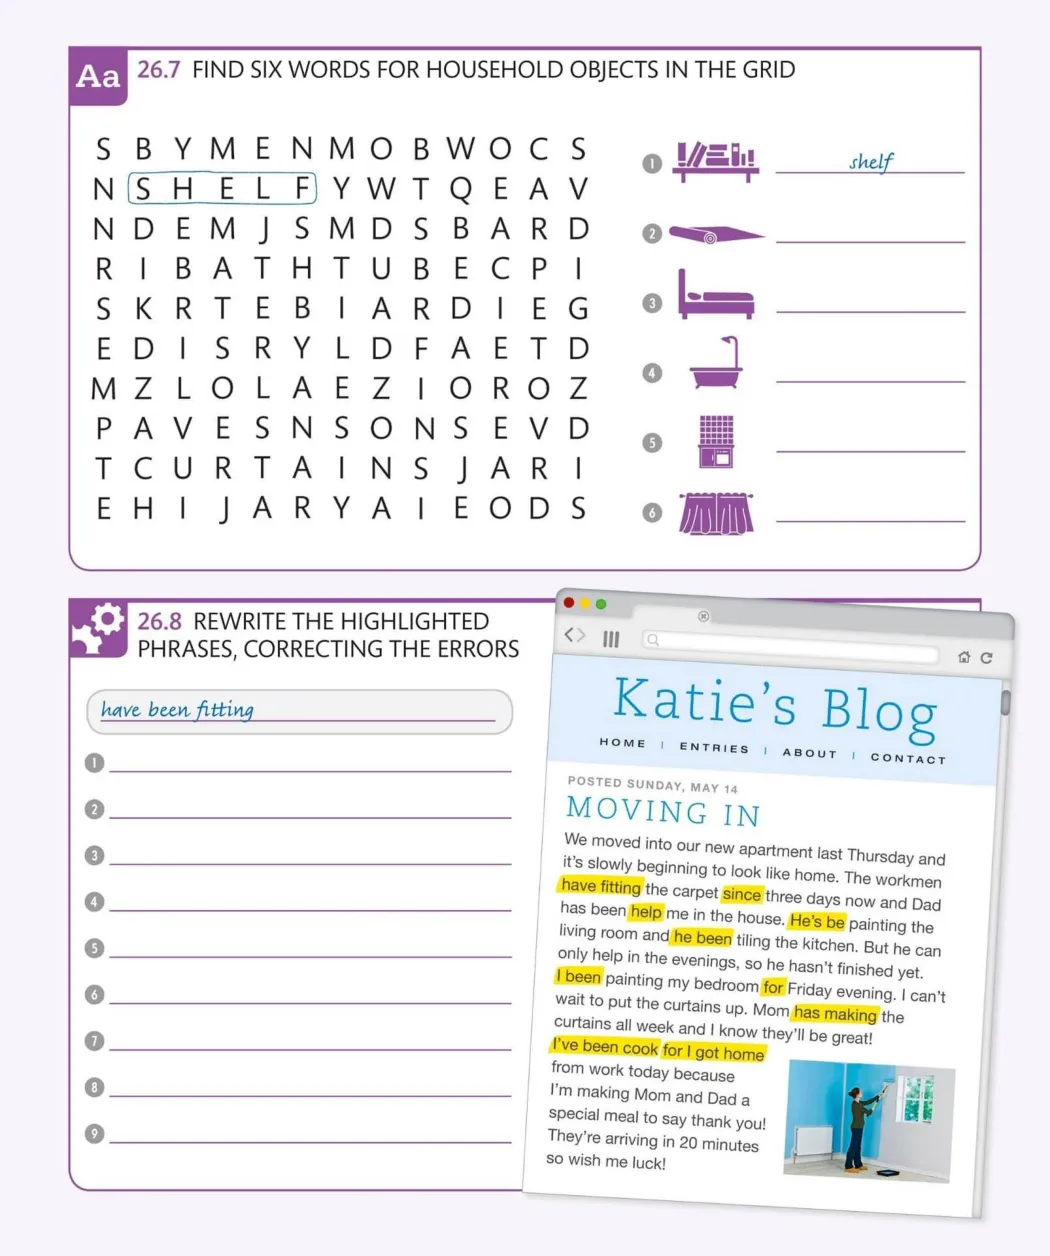 Aa 26.7 FIND SIX WORDS FOR HOUSEHOLD OBJECTS IN THE GRID
S B Y M E N M O B W O C S
N S H E L F Y W T Q E A V
N D E M J S M D S B A R D
R I B A T H T U B E C P I
S K R T E B I A R D I E G
E D I S R Y L D F A E T D
M Z L O L A E Z I O R O Z
P A V E S N S O N S E V D
T C U R T A I N S J A R I
E H I J A R Y A I E O D S
1 shelf
2
3
4
5
6
26.8 REWRITE THE HIGHLIGHTED
PHRASES, CORRECTING THE ERRORS
have been fitting
1
2
3
4
5
6
7
8
9
Katie's Blog
HOME | ENTRIES | ABOUT | CONTACT
POSTED SUNDAY, MAY 14
MOVING IN
We moved into our new apartment last Thursday and
it's slowly beginning to look like home. The workmen
have fitting the carpet since three days now and Dad
has been help me in the house. He's be painting the
living room and he been tiling the kitchen. But he can
only help in the evenings, so he hasn't finished yet.
I been painting my bedroom for Friday evening. I can't
wait to put the curtains up. Mom has making the
curtains all week and I know they'll be great!
I've been cook for I got home
from work today because
I'm making Mom and Dad a
special meal to say thank you!
They're arriving in 20 minutes
so wish me luck!